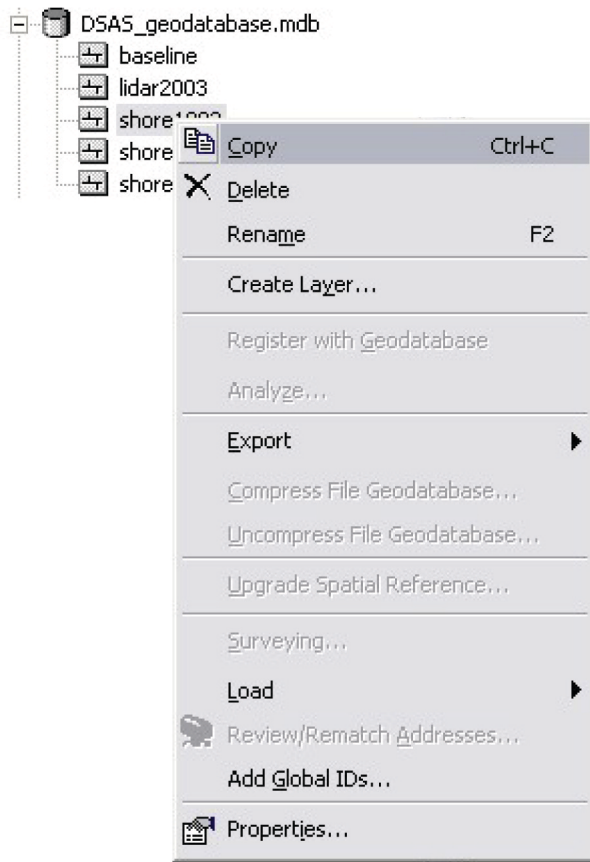 DSAS_geodatabase.mdb
baseline
lidar2003
shore
shore
shore
Copy Ctrl+C
Delete
Rename F2
Create Layer...
Register with Geodatabase
Analyze...
Export
Compress File Geodatabase...
Uncompress File Geodatabase...
Upgrade Spatial Reference...
Surveying...
Load
Review/Rematch Addresses...
Add Global IDs...
Properties...